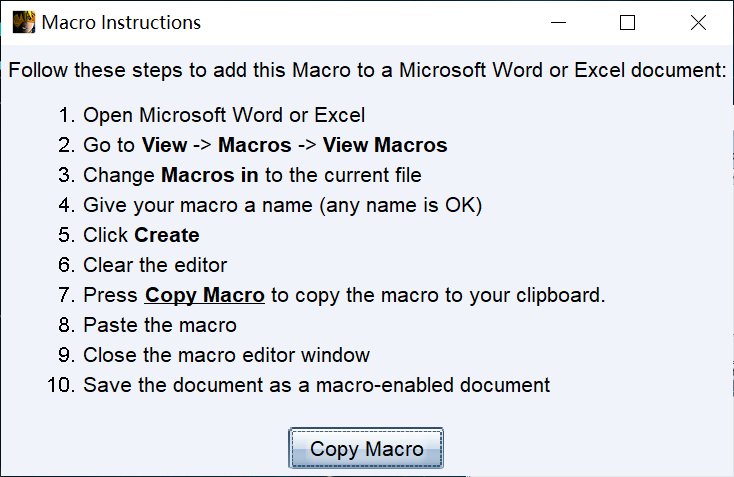 Macro Instructions
Follow these steps to add this Macro to a Microsoft Word or Excel document:
1. Open Microsoft Word or Excel
2. Go to View -> Macros -> View Macros
3. Change Macros in to the current file
4. Give your macro a name (any name is OK)
5. Click Create
6. Clear the editor
7. Press Copy Macro to copy the macro to your clipboard.
8. Paste the macro
9. Close the macro editor window
10. Save the document as a macro-enabled document
Copy Macro